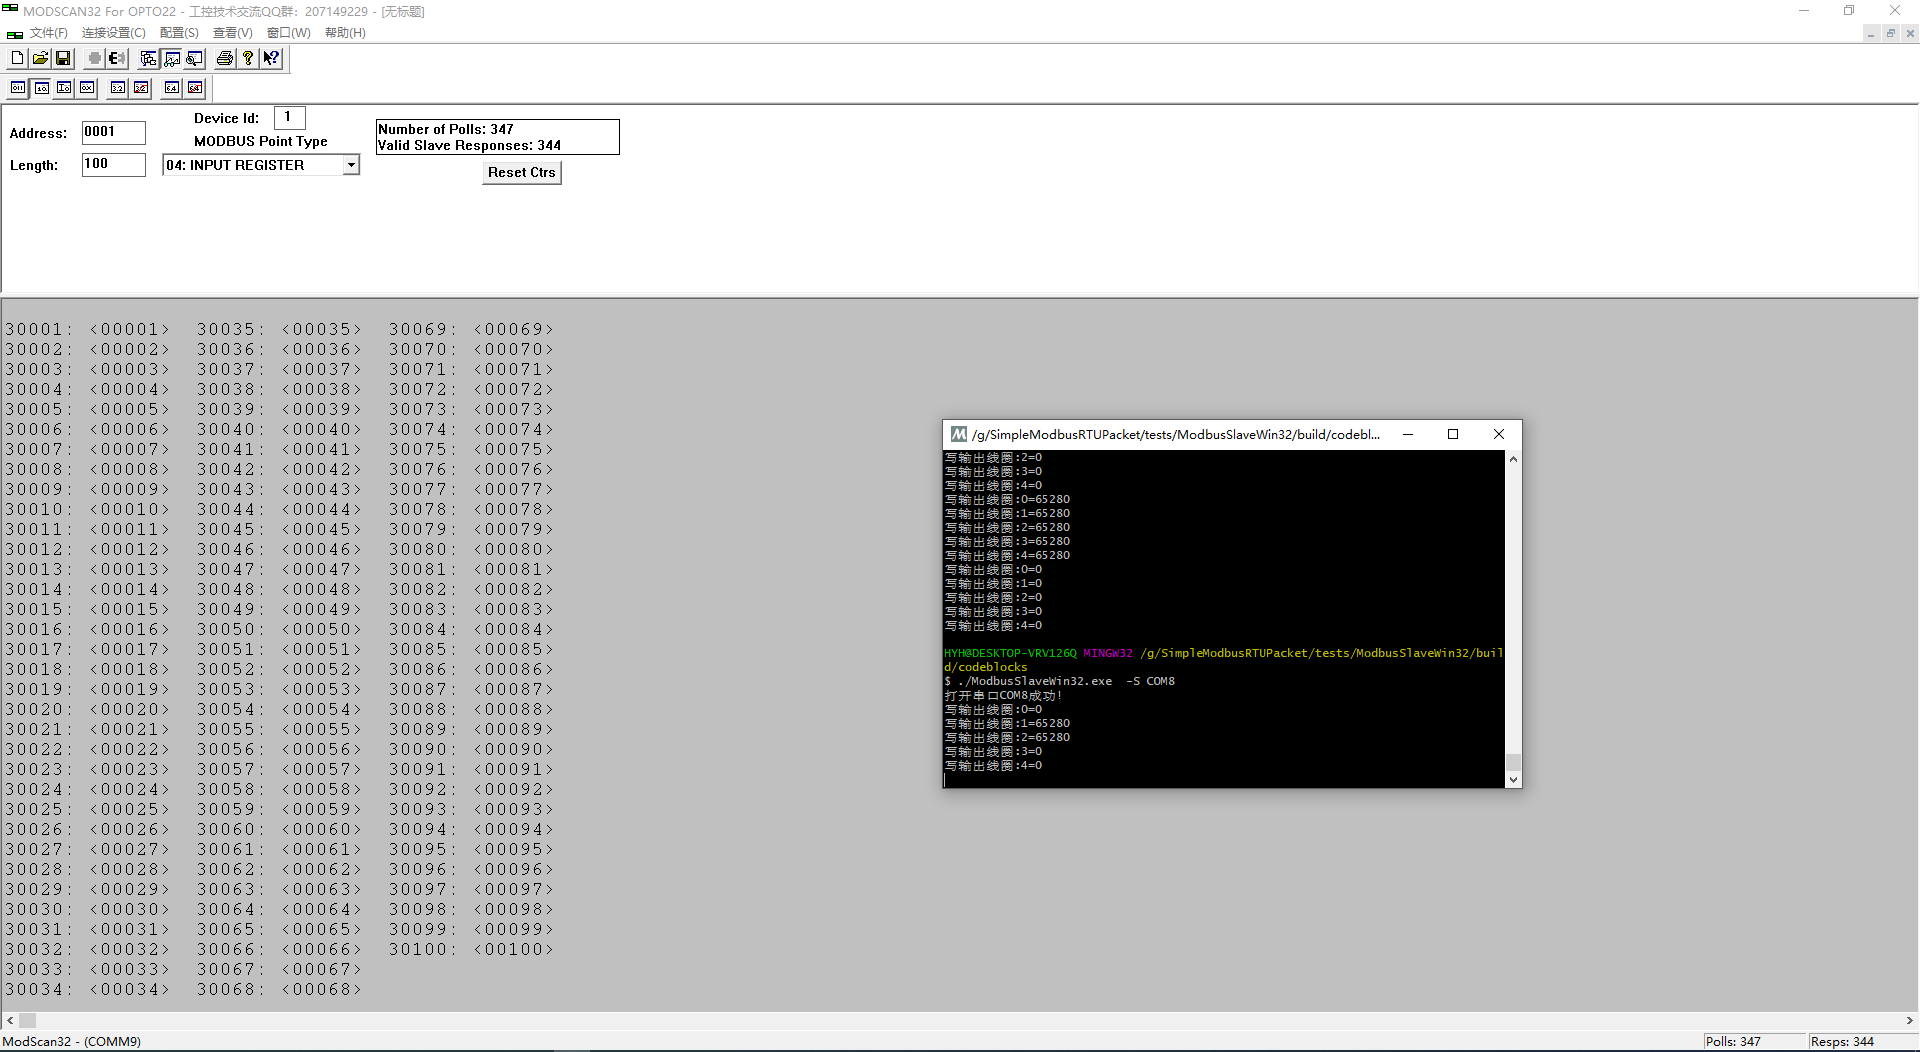 MODSCAN32 For OPTO22 - 工控技术交流QQ群：207149229 - [无标题]
文件(F) 连接设置(C) 配置(S) 查看(V) 窗口(W) 帮助(H)
Address: 0001
Device Id: 1
MODBUS Point Type
Length: 100
04: INPUT REGISTER
Number of Polls: 347
Valid Slave Responses: 344
Reset Ctrs
30001: <00001> 30035: <00035> 30069: <00069>
30002: <00002> 30036: <00036> 30070: <00070>
30003: <00003> 30037: <00037> 30071: <00071>
30004: <00004> 30038: <00038> 30072: <00072>
30005: <00005> 30039: <00039> 30073: <00073>
30006: <00006> 30040: <00040> 30074: <00074>
30007: <00007> 30041: <00041> 30075: <00075>
30008: <00008> 30042: <00042> 30076: <00076>
30009: <00009> 30043: <00043> 30077: <00077>
30010: <00010> 30044: <00044> 30078: <00078>
30011: <00011> 30045: <00045> 30079: <00079>
30012: <00012> 30046: <00046> 30080: <00080>
30013: <00013> 30047: <00047> 30081: <00081>
30014: <00014> 30048: <00048> 30082: <00082>
30015: <00015> 30049: <00049> 30083: <00083>
30016: <00016> 30050: <00050> 30084: <00084>
30017: <00017> 30051: <00051> 30085: <00085>
30018: <00018> 30052: <00052> 30086: <00086>
30019: <00019> 30053: <00053> 30087: <00087>
30020: <00020> 30054: <00054> 30088: <00088>
30021: <00021> 30055: <00055> 30089: <00089>
30022: <00022> 30056: <00056> 30090: <00090>
30023: <00023> 30057: <00057> 30091: <00091>
30024: <00024> 30058: <00058> 30092: <00092>
30025: <00025> 30059: <00059> 30093: <00093>
30026: <00026> 30060: <00060> 30094: <00094>
30027: <00027> 30061: <00061> 30095: <00095>
30028: <00028> 30062: <00062> 30096: <00096>
30029: <00029> 30063: <00063> 30097: <00097>
30030: <00030> 30064: <00064> 30098: <00098>
30031: <00031> 30065: <00065> 30099: <00099>
30032: <00032> 30066: <00066> 30100: <00100>
30033: <00033> 30067: <00067>
30034: <00034> 30068: <00068>
/g/SimpleModbusRTUPacket/tests/ModbusSlaveWin32/build/codebl...
写输出线圈:2=0
写输出线圈:3=0
写输出线圈:4=0
写输出线圈:0=65280
写输出线圈:1=65280
写输出线圈:2=65280
写输出线圈:3=65280
写输出线圈:4=65280
写输出线圈:0=0
写输出线圈:1=0
写输出线圈:2=0
写输出线圈:3=0
写输出线圈:4=0
HYH@DESKTOP-VRV126Q MINGW32 /g/SimpleModbusRTUPacket/tests/ModbusSlaveWin32/buil
d/codeblocks
$ ./ModbusSlaveWin32.exe  -S COM8
打开串口COM8成功!
写输出线圈:0=0
写输出线圈:1=65280
写输出线圈:2=65280
写输出线圈:3=0
写输出线圈:4=0
ModScan32 - (COMM9)
Polls: 347
Resps: 344